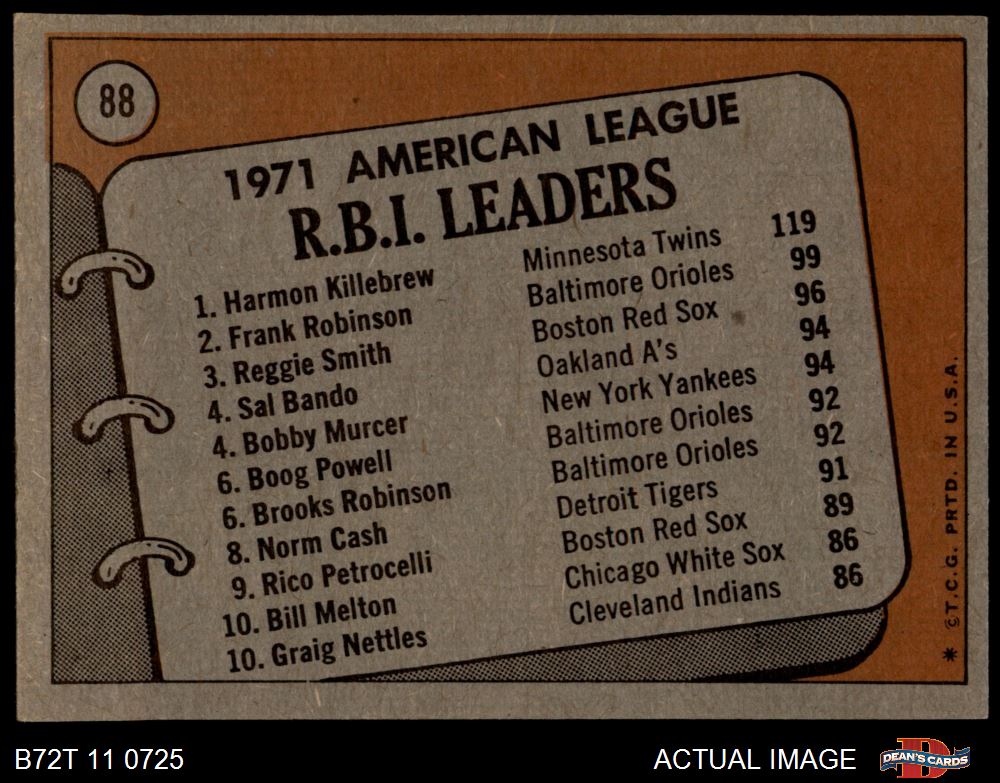 88
1971 AMERICAN LEAGUE
R.B.I. LEADERS
1. Harmon Killebrew Minnesota Twins 119
2. Frank Robinson Baltimore Orioles 99
3. Reggie Smith Boston Red Sox 96
4. Sal Bando Oakland A's 94
4. Bobby Murcer New York Yankees 94
6. Boog Powell Baltimore Orioles 92
6. Brooks Robinson Baltimore Orioles 92
8. Norm Cash Detroit Tigers 91
9. Rico Petrocelli Boston Red Sox 89
10. Bill Melton Chicago White Sox 86
10. Graig Nettles Cleveland Indians 86
* ©T.C.G. PRTD. IN U.S.A.
B72T 11 0725 ACTUAL IMAGE D DEAN'S CARDS